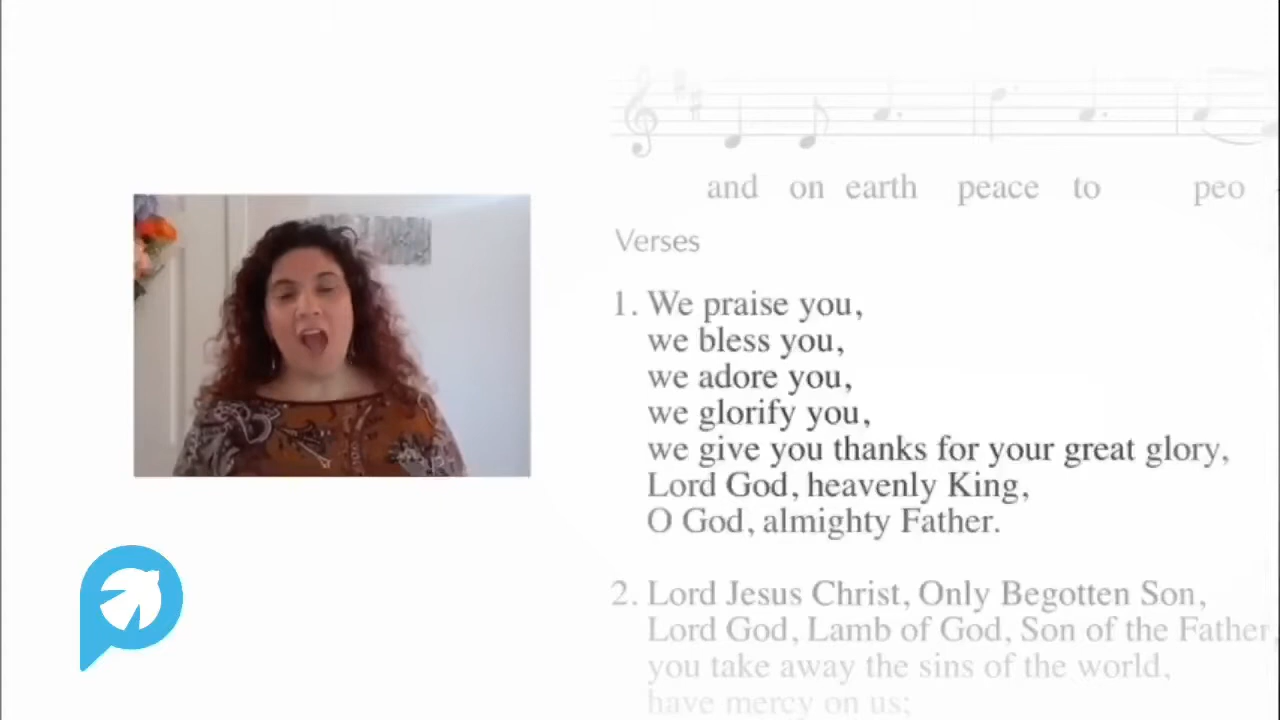 and on earth peace to peo
Verses
1. We praise you,
we bless you,
we adore you,
we glorify you,
we give you thanks for your great glory,
Lord God, heavenly King,
O God, almighty Father.
2. Lord Jesus Christ, Only Begotten Son,
Lord God, Lamb of God, Son of the Father
you take away the sins of the world,
have mercy on us;